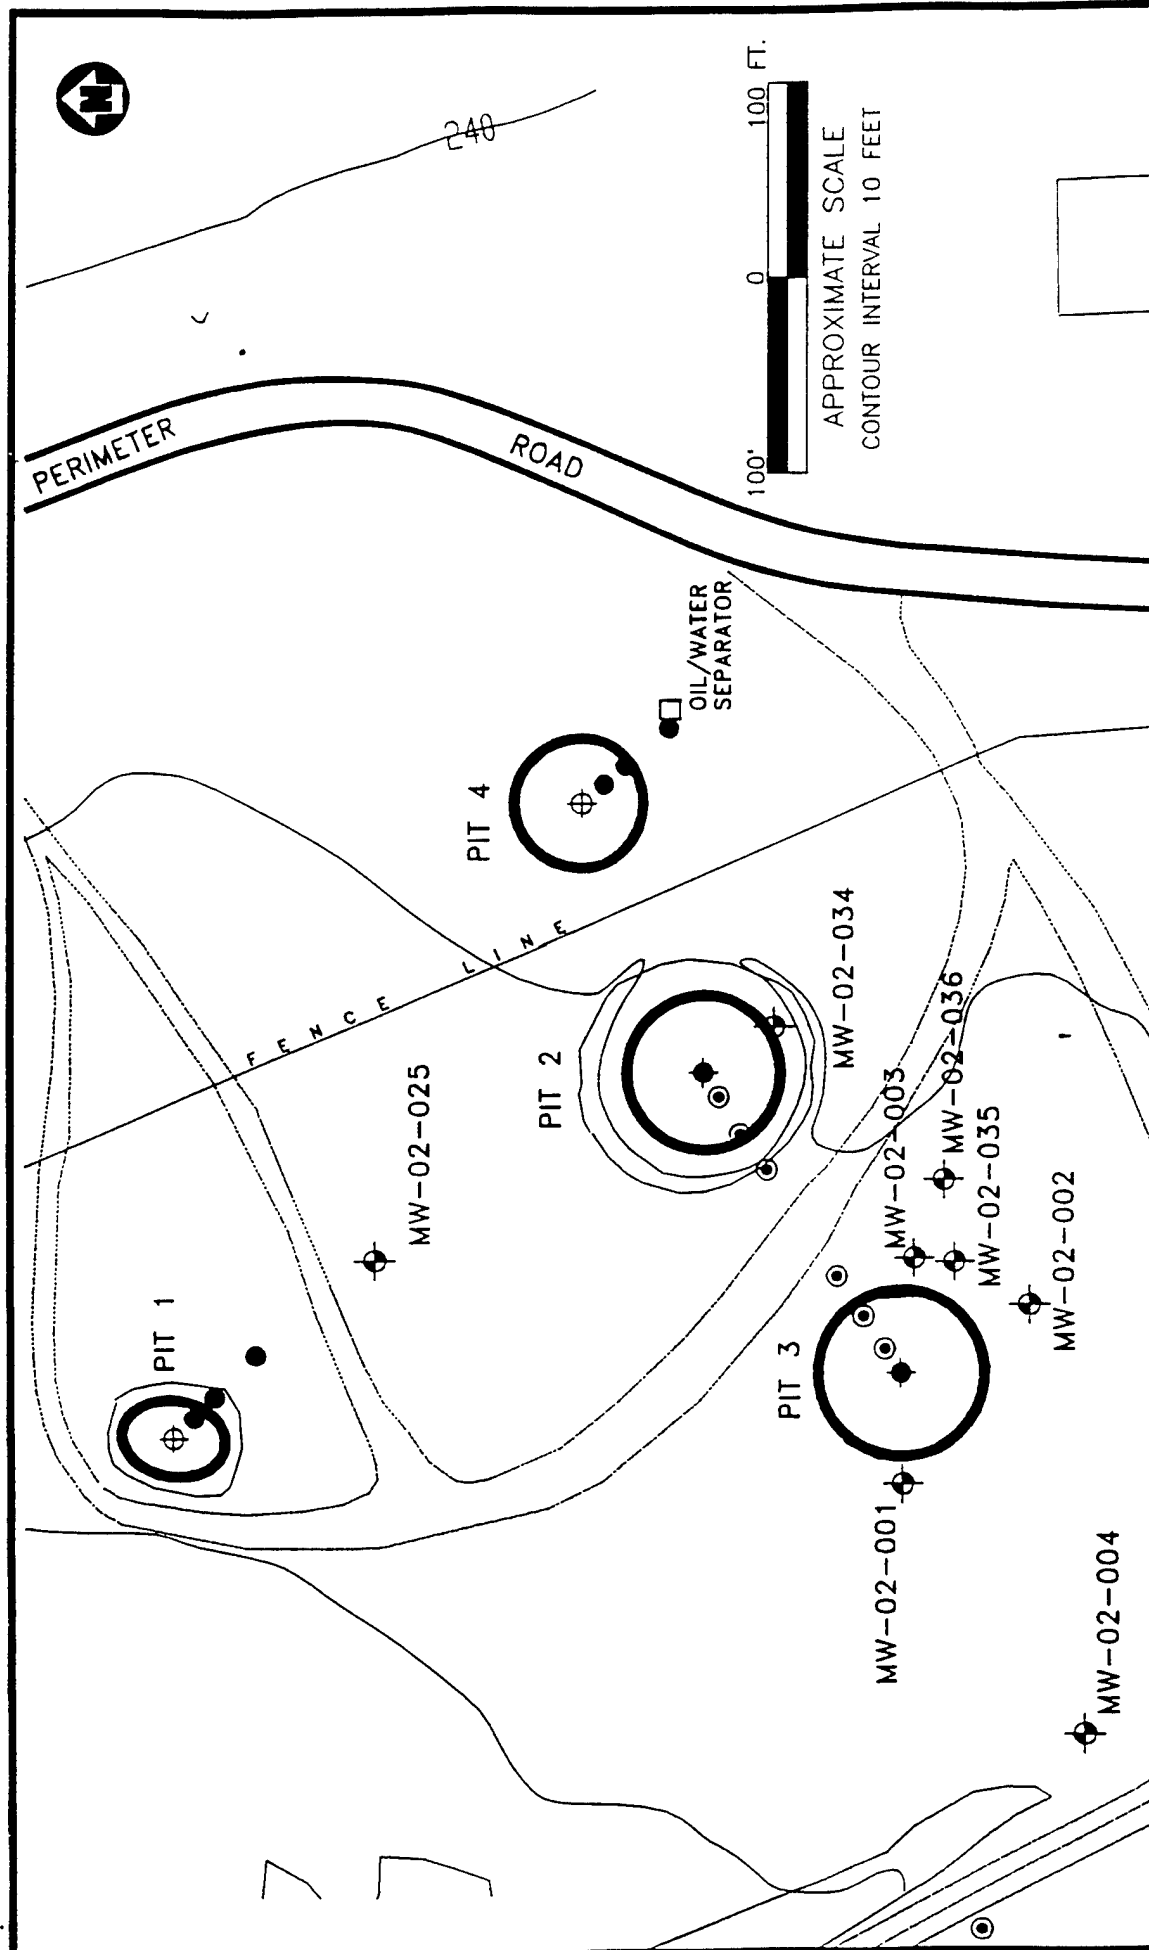 N
240
PERIMETER ROAD
100' 0 100 FT.
APPROXIMATE SCALE
CONTOUR INTERVAL 10 FEET
OIL/WATER
SEPARATOR
PIT 4
FENCE LINE
PIT 2
MW-02-034
MW-02-025
MW-02-036
MW-02-003
MW-02-035
MW-02-002
PIT 1
PIT 3
MW-02-001
MW-02-004